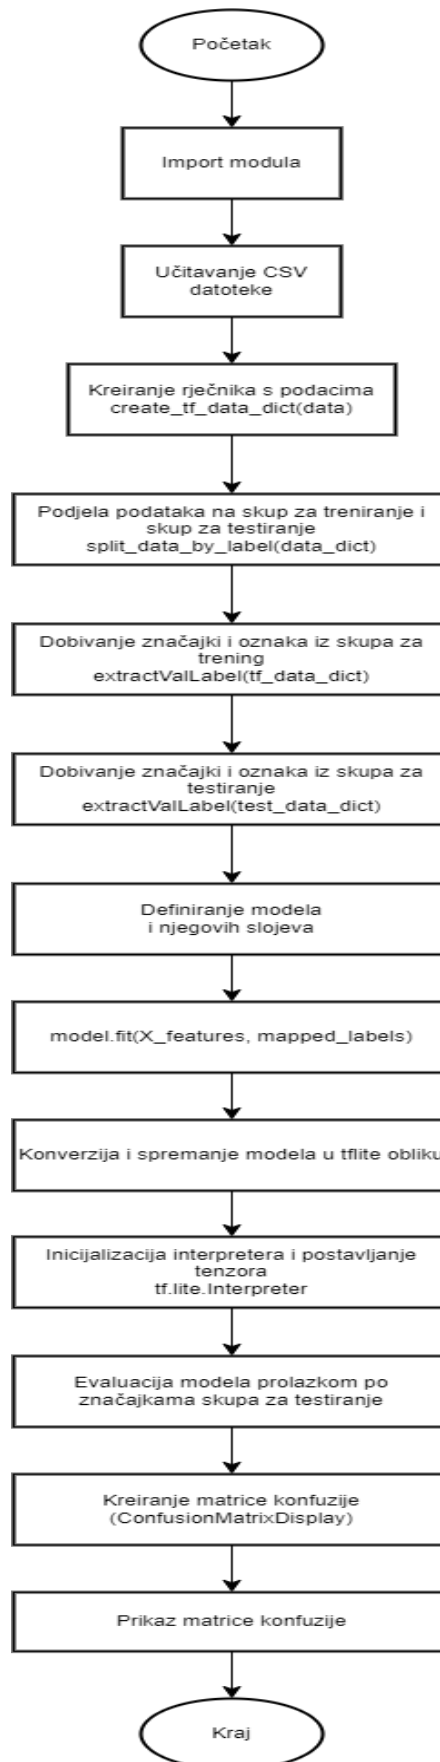 Početak
Import modula
Učitavanje CSV
datoteke
Kreiranje rječnika s podacima
create_tf_data_dict(data)
Podjela podataka na skup za treniranje i
skup za testiranje
split_data_by_label(data_dict)
Dobivanje značajki i oznaka iz skupa za
trening
extractValLabel(tf_data_dict)
Dobivanje značajki i oznaka iz skupa za
testiranje
extractValLabel(test_data_dict)
Definiranje modela
i njegovih slojeva
model.fit(X_features, mapped_labels)
Konverzija i spremanje modela u tflite obliku
Inicijalizacija interpretera i postavljanje
tenzora
tf.lite.Interpreter
Evaluacija modela prolazkom po
značajkama skupa za testiranje
Kreiranje matrice konfuzije
(ConfusionMatrixDisplay)
Prikaz matrice konfuzije
Kraj